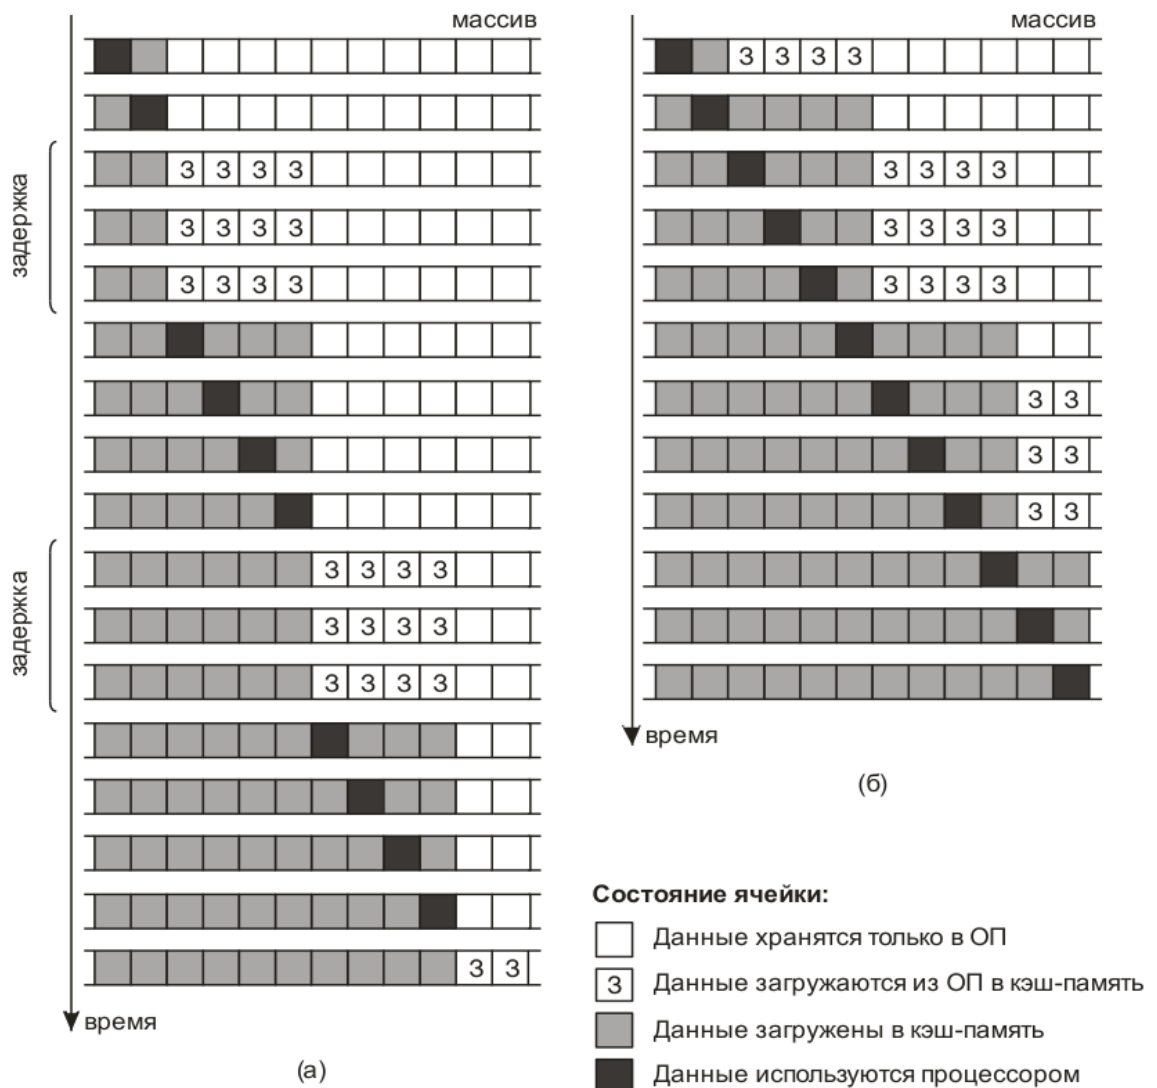 массив
З З З З
З З З З
З З З З
З З З З
З З З З
З З З З
З З
задержка
задержка
время
(а)
массив
З З З З
З З З З
З З З З
З З З З
З З
З З
З З
время
(б)
Состояние ячейки:
Данные хранятся только в ОП
З Данные загружаются из ОП в кэш-память
Данные загружены в кэш-память
Данные используются процессором